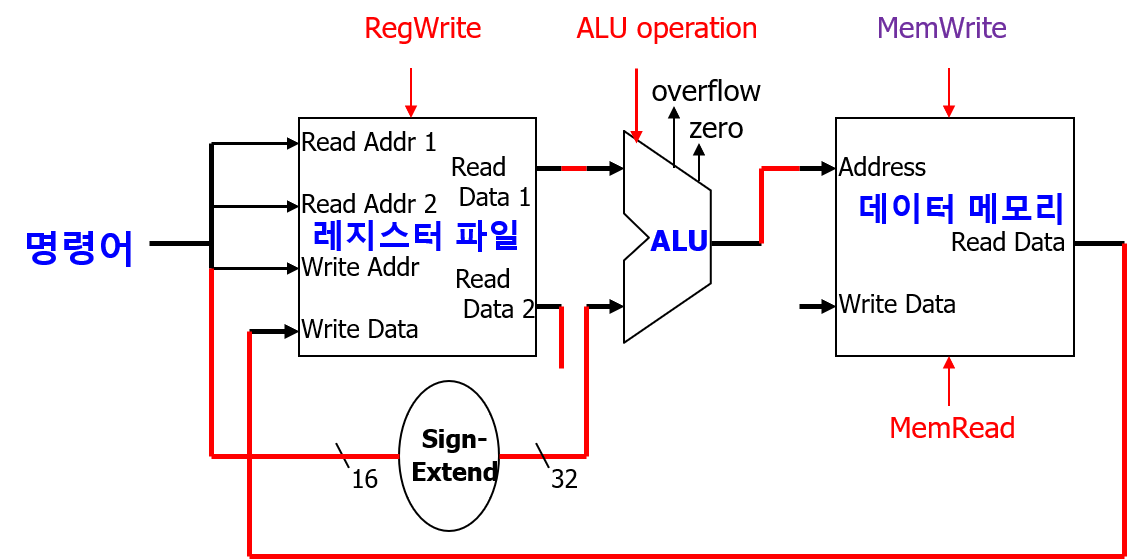 RegWrite
ALU operation
MemWrite
overflow
zero
Read Addr 1
Read
Data 1
Address
Read Addr 2
데이터 메모리
레지스터 파일
명령어
ALU
Read Data
Write Addr
Read
Data 2
Write Data
Write Data
MemRead
Sign-
Extend
16
32